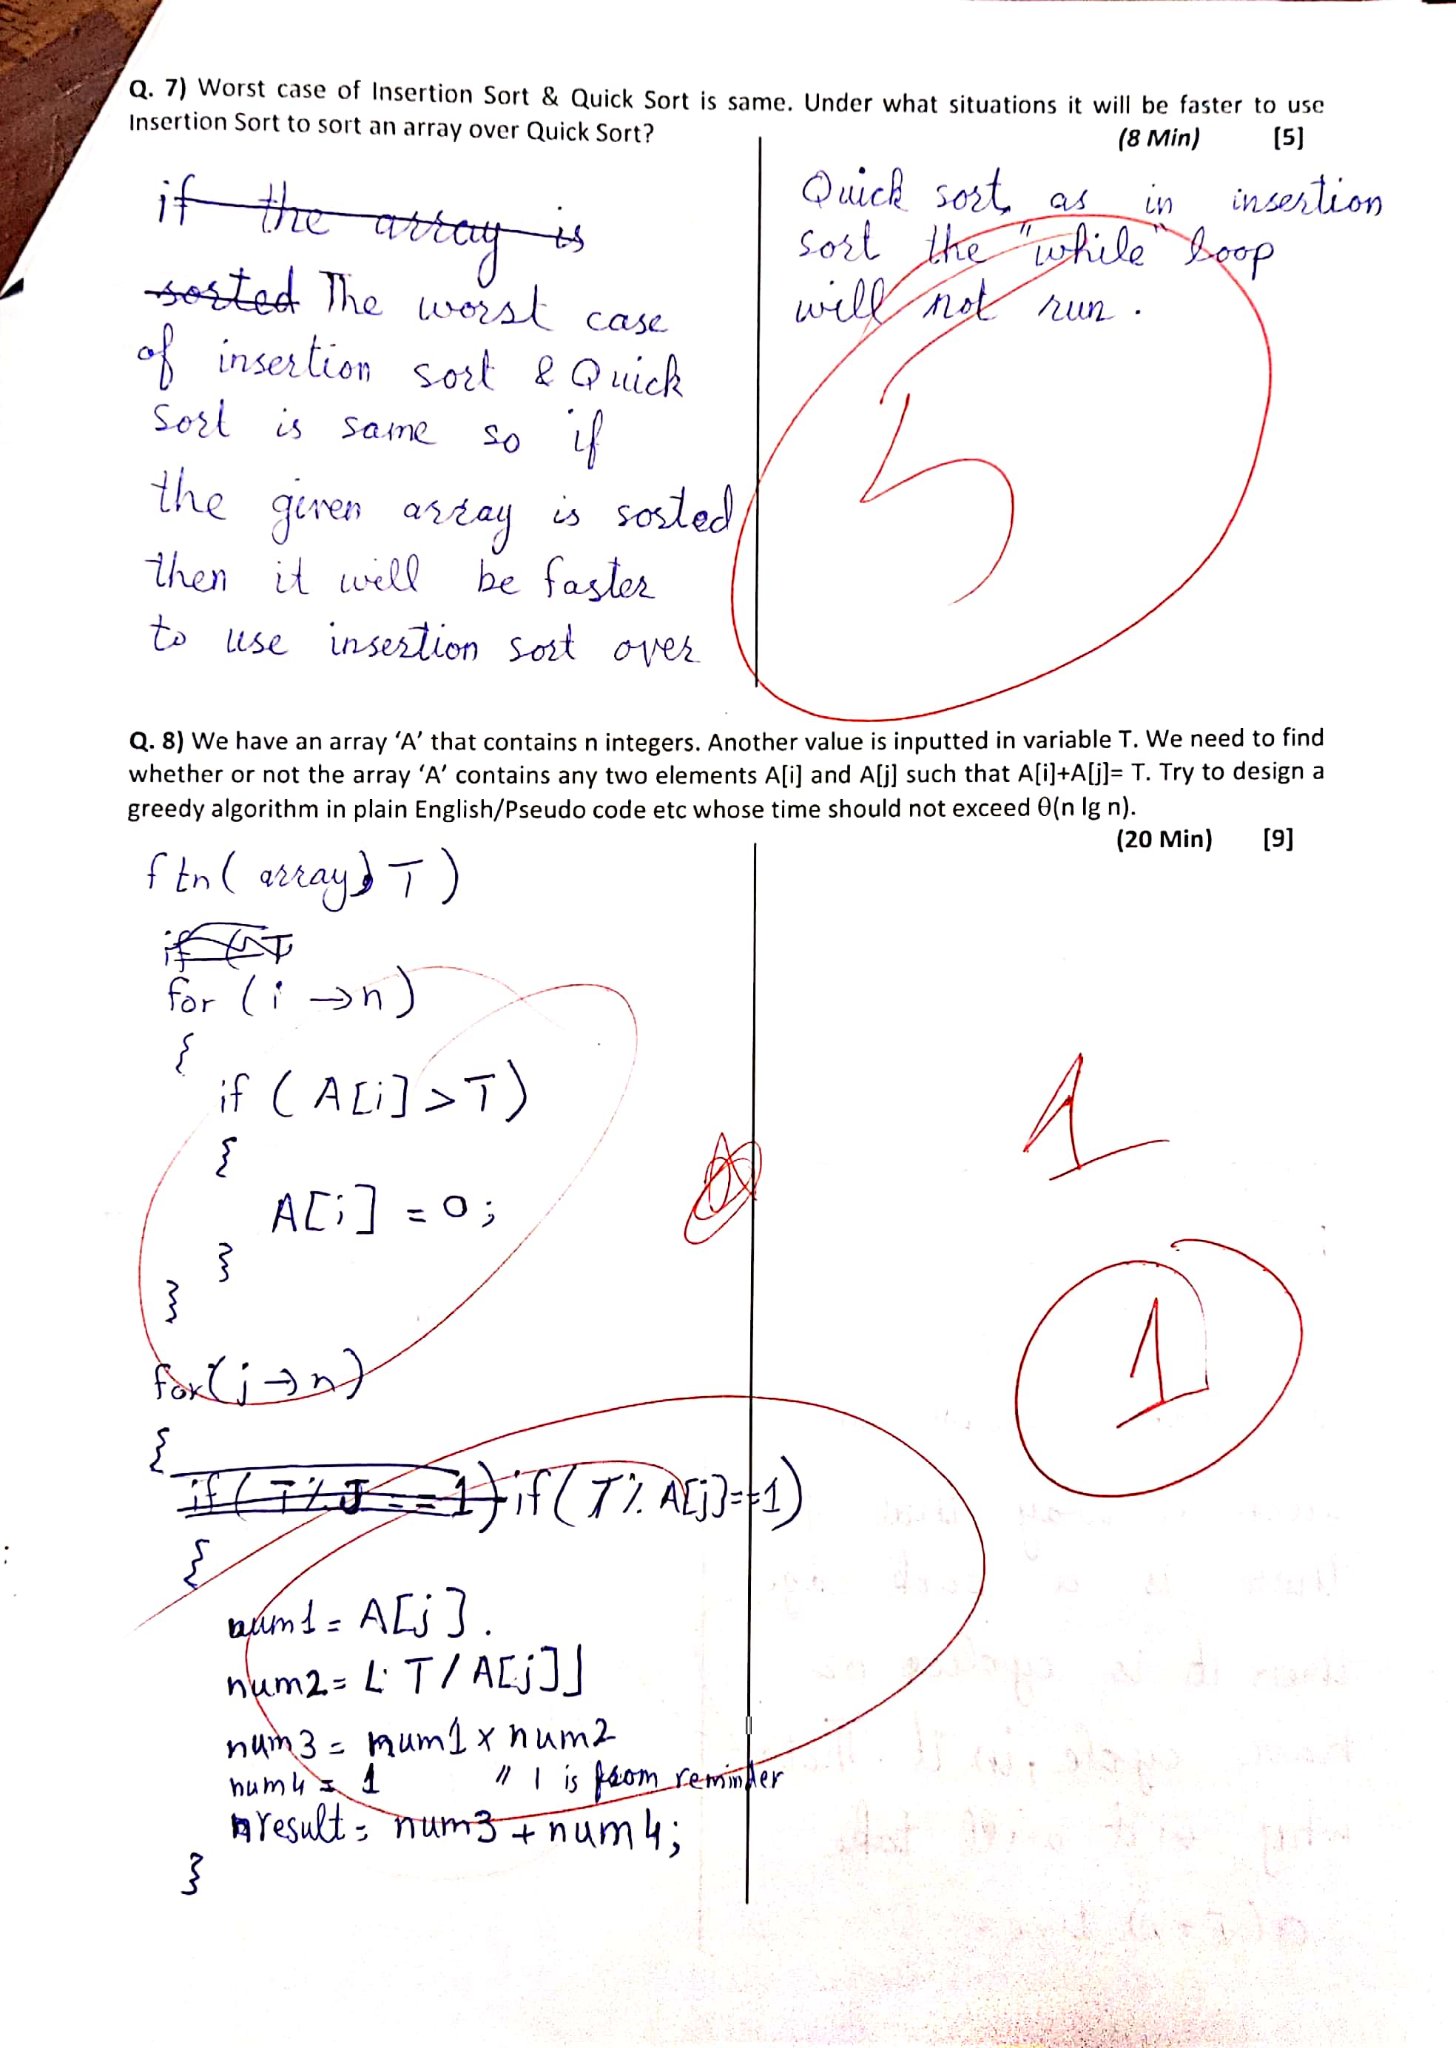 Q. 7) Worst case of Insertion Sort & Quick Sort is same. Under what situations it will be faster to use
Insertion Sort to sort an array over Quick Sort?
(8 Min) [5]
if the array is
sorted The worst case
of insertion sort & Quick
Sort is same so if
the given array is sosted
then it will be faster
to use insertion sort over
Quick sort, as in insertion
sort the "while" loop
will not run .
5
Q. 8) We have an array ‘A’ that contains n integers. Another value is inputted in variable T. We need to find
whether or not the array ‘A’ contains any two elements A[i] and A[j] such that A[i]+A[j]= T. Try to design a
greedy algorithm in plain English/Pseudo code etc whose time should not exceed θ(n lg n).
(20 Min) [9]
ftn( array, T )
if (T
for (i →n)
{
if ( A[i] >T)
{
A[i] = 0;
}
}
for(j→n)
{
if ( T % J == 1) if( T % A[j]==1)
{
num1 = A[j].
num2= ⌊ T / A[j]⌋
num3 = num1 x num2
num4 = 1 // 1 is from reminder
result = num3 + num4;
}
1
1